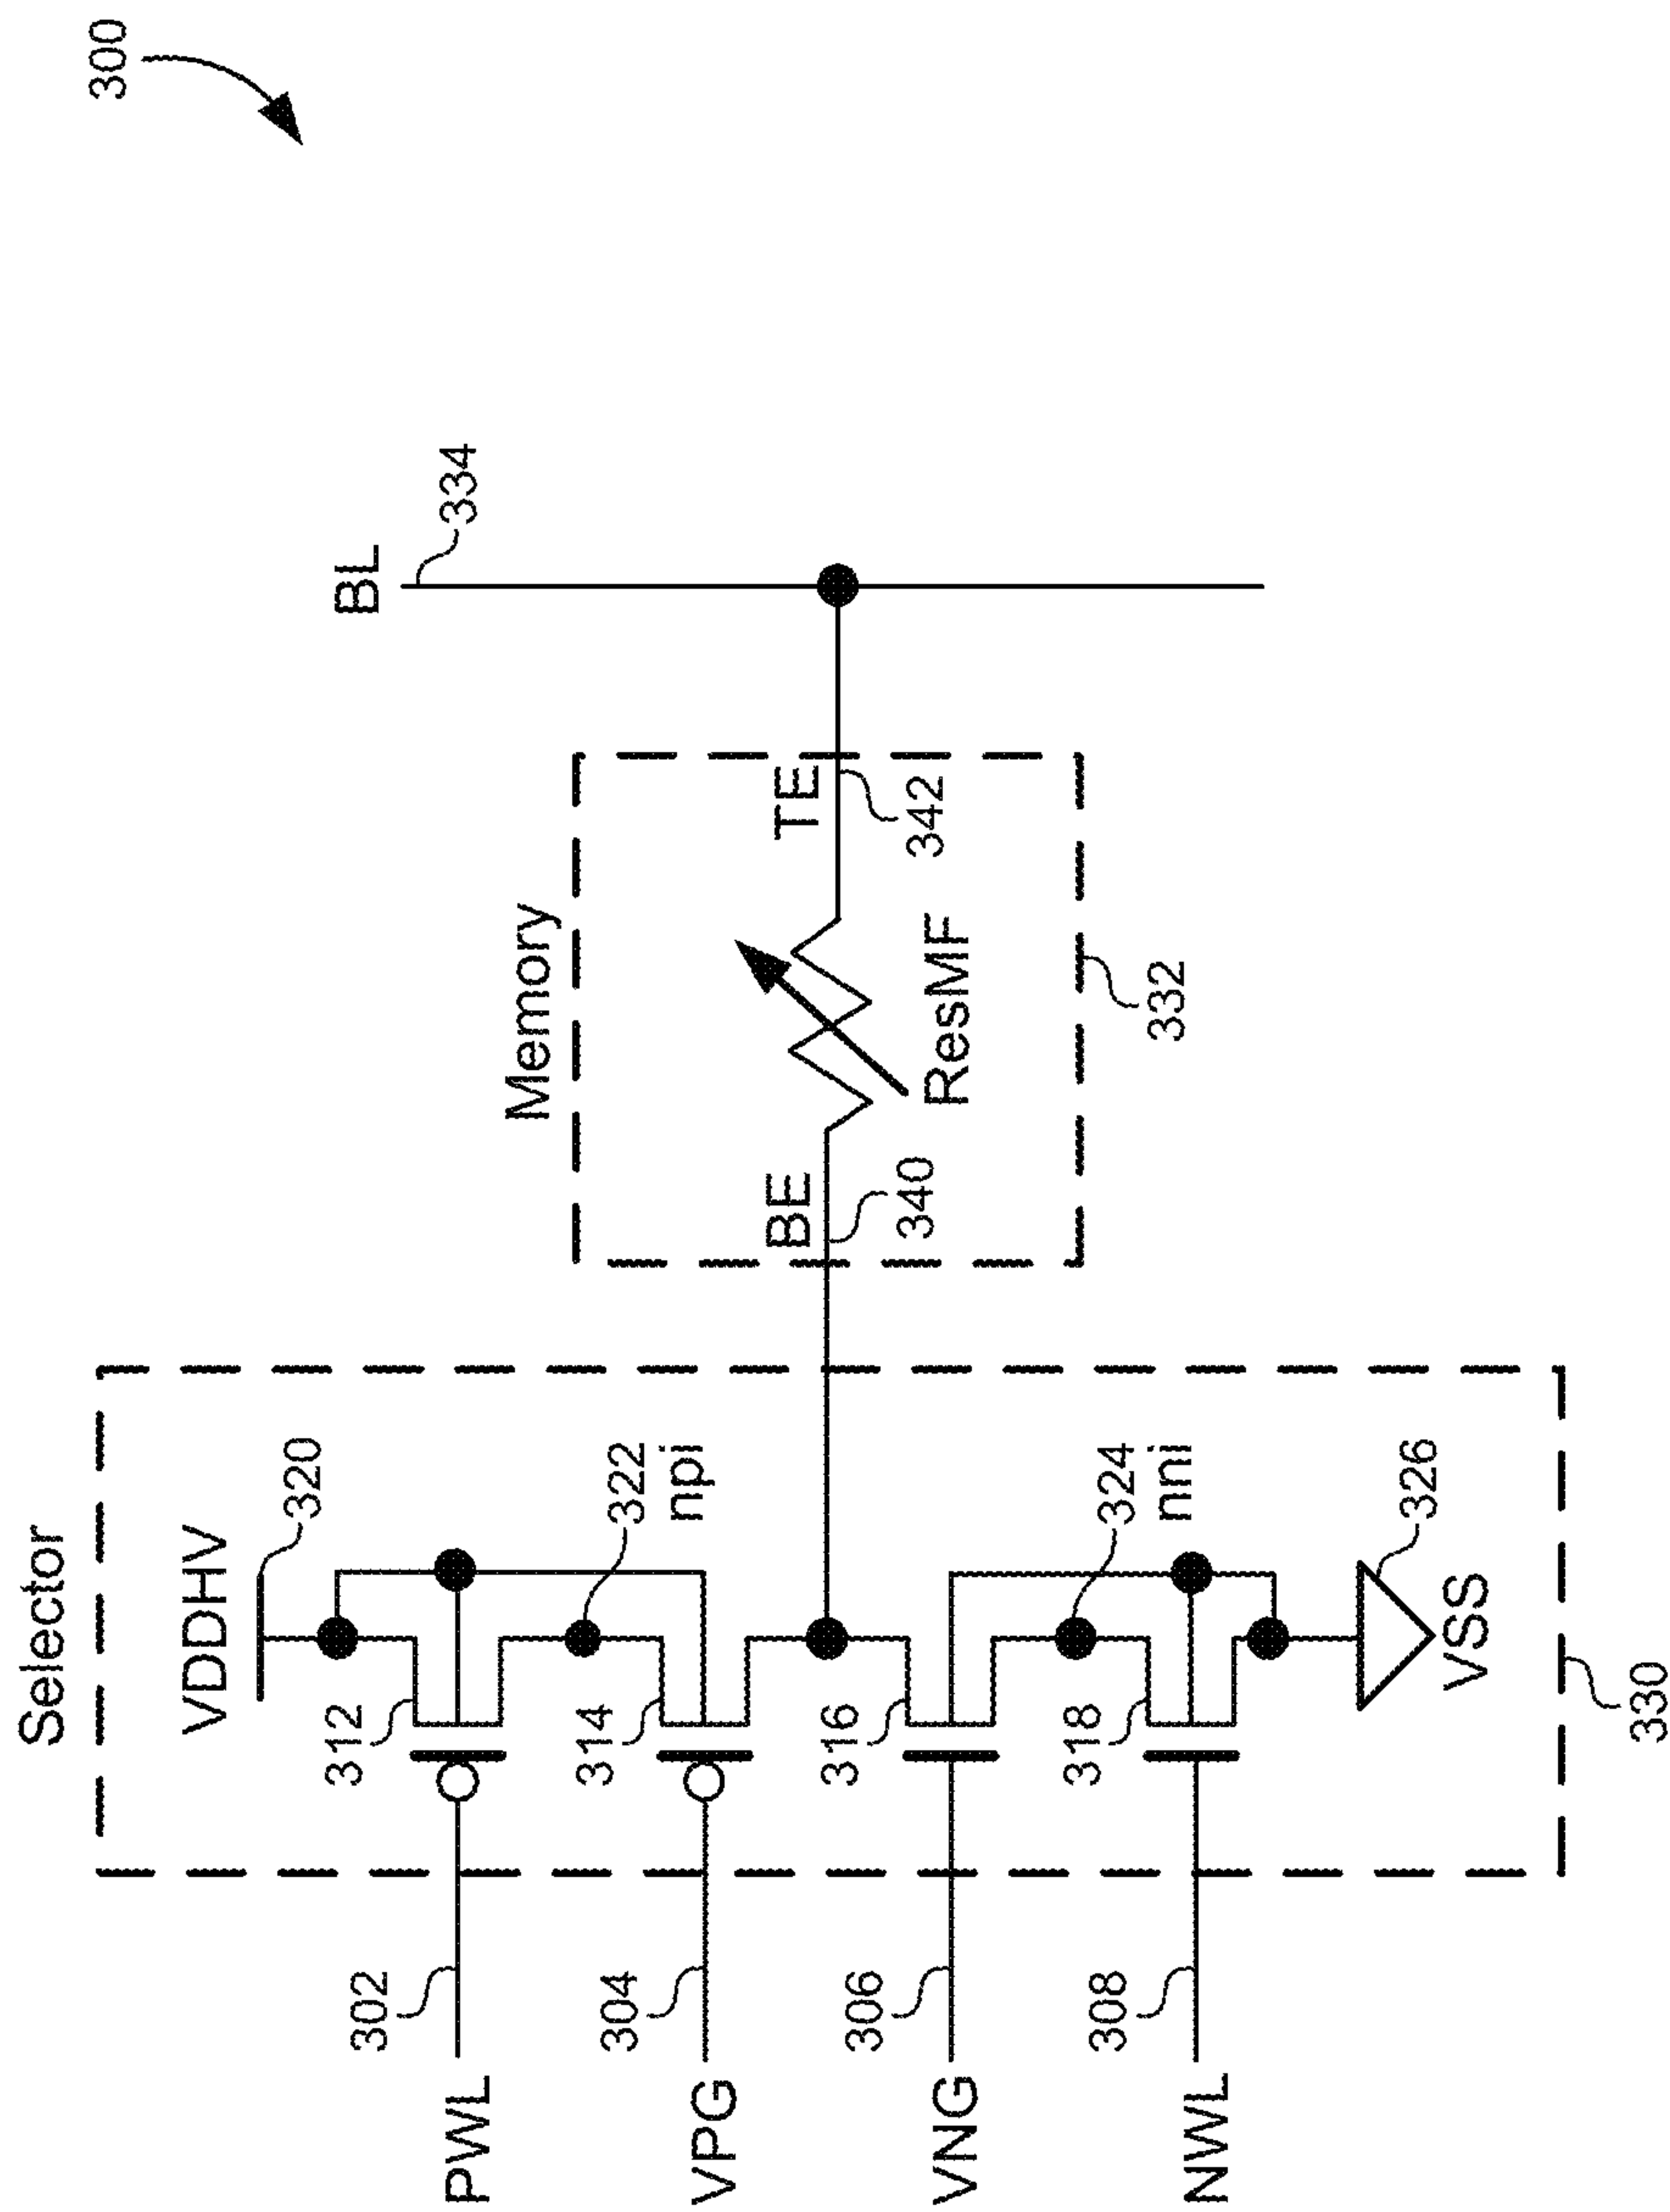 300
Selector
VDDHV
320
312
322
npi
314
316
324
nni
318
326
VSS
330
PWL
302
VPG
304
VNG
306
NWL
308
Memory
BE
340
TE
342
ResMF
332
BL
334